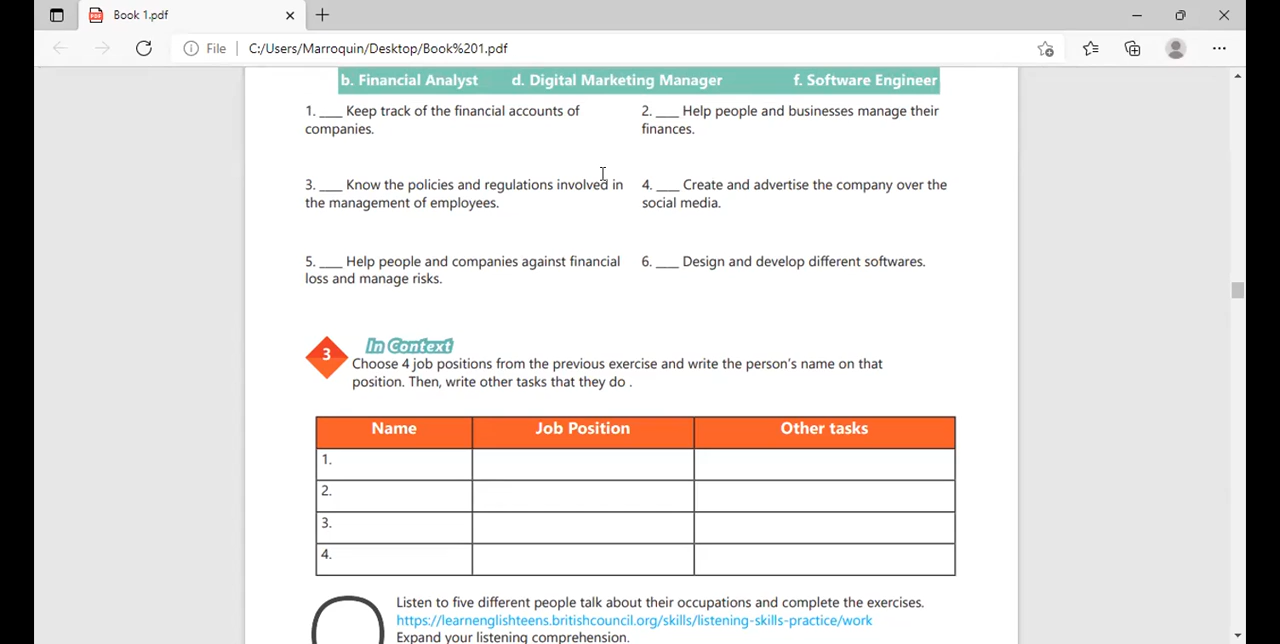 Book 1.pdf
File C:/Users/Marroquin/Desktop/Book%201.pdf
b. Financial Analyst d. Digital Marketing Manager f. Software Engineer
1. ___ Keep track of the financial accounts of
companies.
2. ___ Help people and businesses manage their
finances.
3. ___ Know the policies and regulations involved in
the management of employees.
4. ___ Create and advertise the company over the
social media.
5. ___ Help people and companies against financial
loss and manage risks.
6. ___ Design and develop different softwares.
3 In Context
Choose 4 job positions from the previous exercise and write the person's name on that
position. Then, write other tasks that they do .
Name Job Position Other tasks
1.
2.
3.
4.
Listen to five different people talk about their occupations and complete the exercises.
https://learnenglishteens.britishcouncil.org/skills/listening-skills-practice/work
Expand your listening comprehension.